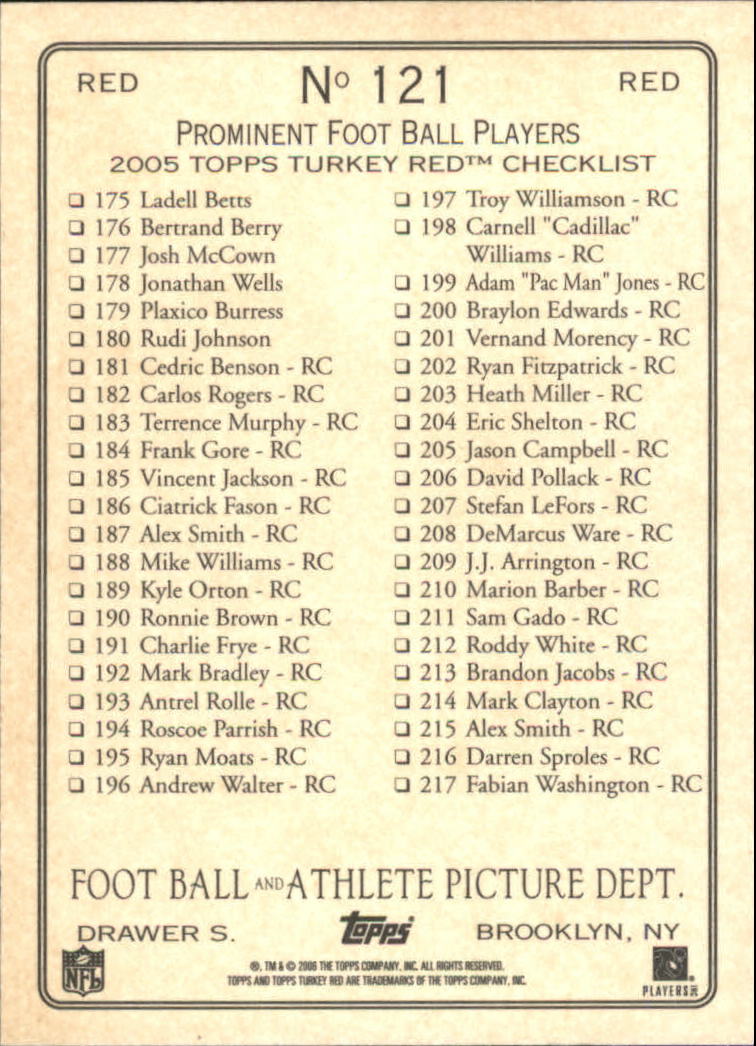 RED
Nº 121
RED
PROMINENT FOOT BALL PLAYERS
2005 TOPPS TURKEY RED™ CHECKLIST
❏ 175 Ladell Betts
❏ 176 Bertrand Berry
❏ 177 Josh McCown
❏ 178 Jonathan Wells
❏ 179 Plaxico Burress
❏ 180 Rudi Johnson
❏ 181 Cedric Benson - RC
❏ 182 Carlos Rogers - RC
❏ 183 Terrence Murphy - RC
❏ 184 Frank Gore - RC
❏ 185 Vincent Jackson - RC
❏ 186 Ciatrick Fason - RC
❏ 187 Alex Smith - RC
❏ 188 Mike Williams - RC
❏ 189 Kyle Orton - RC
❏ 190 Ronnie Brown - RC
❏ 191 Charlie Frye - RC
❏ 192 Mark Bradley - RC
❏ 193 Antrel Rolle - RC
❏ 194 Roscoe Parrish - RC
❏ 195 Ryan Moats - RC
❏ 196 Andrew Walter - RC
❏ 197 Troy Williamson - RC
❏ 198 Carnell "Cadillac"
Williams - RC
❏ 199 Adam "Pac Man" Jones - RC
❏ 200 Braylon Edwards - RC
❏ 201 Vernand Morency - RC
❏ 202 Ryan Fitzpatrick - RC
❏ 203 Heath Miller - RC
❏ 204 Eric Shelton - RC
❏ 205 Jason Campbell - RC
❏ 206 David Pollack - RC
❏ 207 Stefan LeFors - RC
❏ 208 DeMarcus Ware - RC
❏ 209 J.J. Arrington - RC
❏ 210 Marion Barber - RC
❏ 211 Sam Gado - RC
❏ 212 Roddy White - RC
❏ 213 Brandon Jacobs - RC
❏ 214 Mark Clayton - RC
❏ 215 Alex Smith - RC
❏ 216 Darren Sproles - RC
❏ 217 Fabian Washington - RC
FOOT BALL AND ATHLETE PICTURE DEPT.
DRAWER S.
topps
BROOKLYN, NY
NFL
®, TM & © 2006 THE TOPPS COMPANY, INC. ALL RIGHTS RESERVED.
TOPPS AND TOPPS TURKEY RED ARE TRADEMARKS OF THE TOPPS COMPANY, INC.
PLAYERS INC